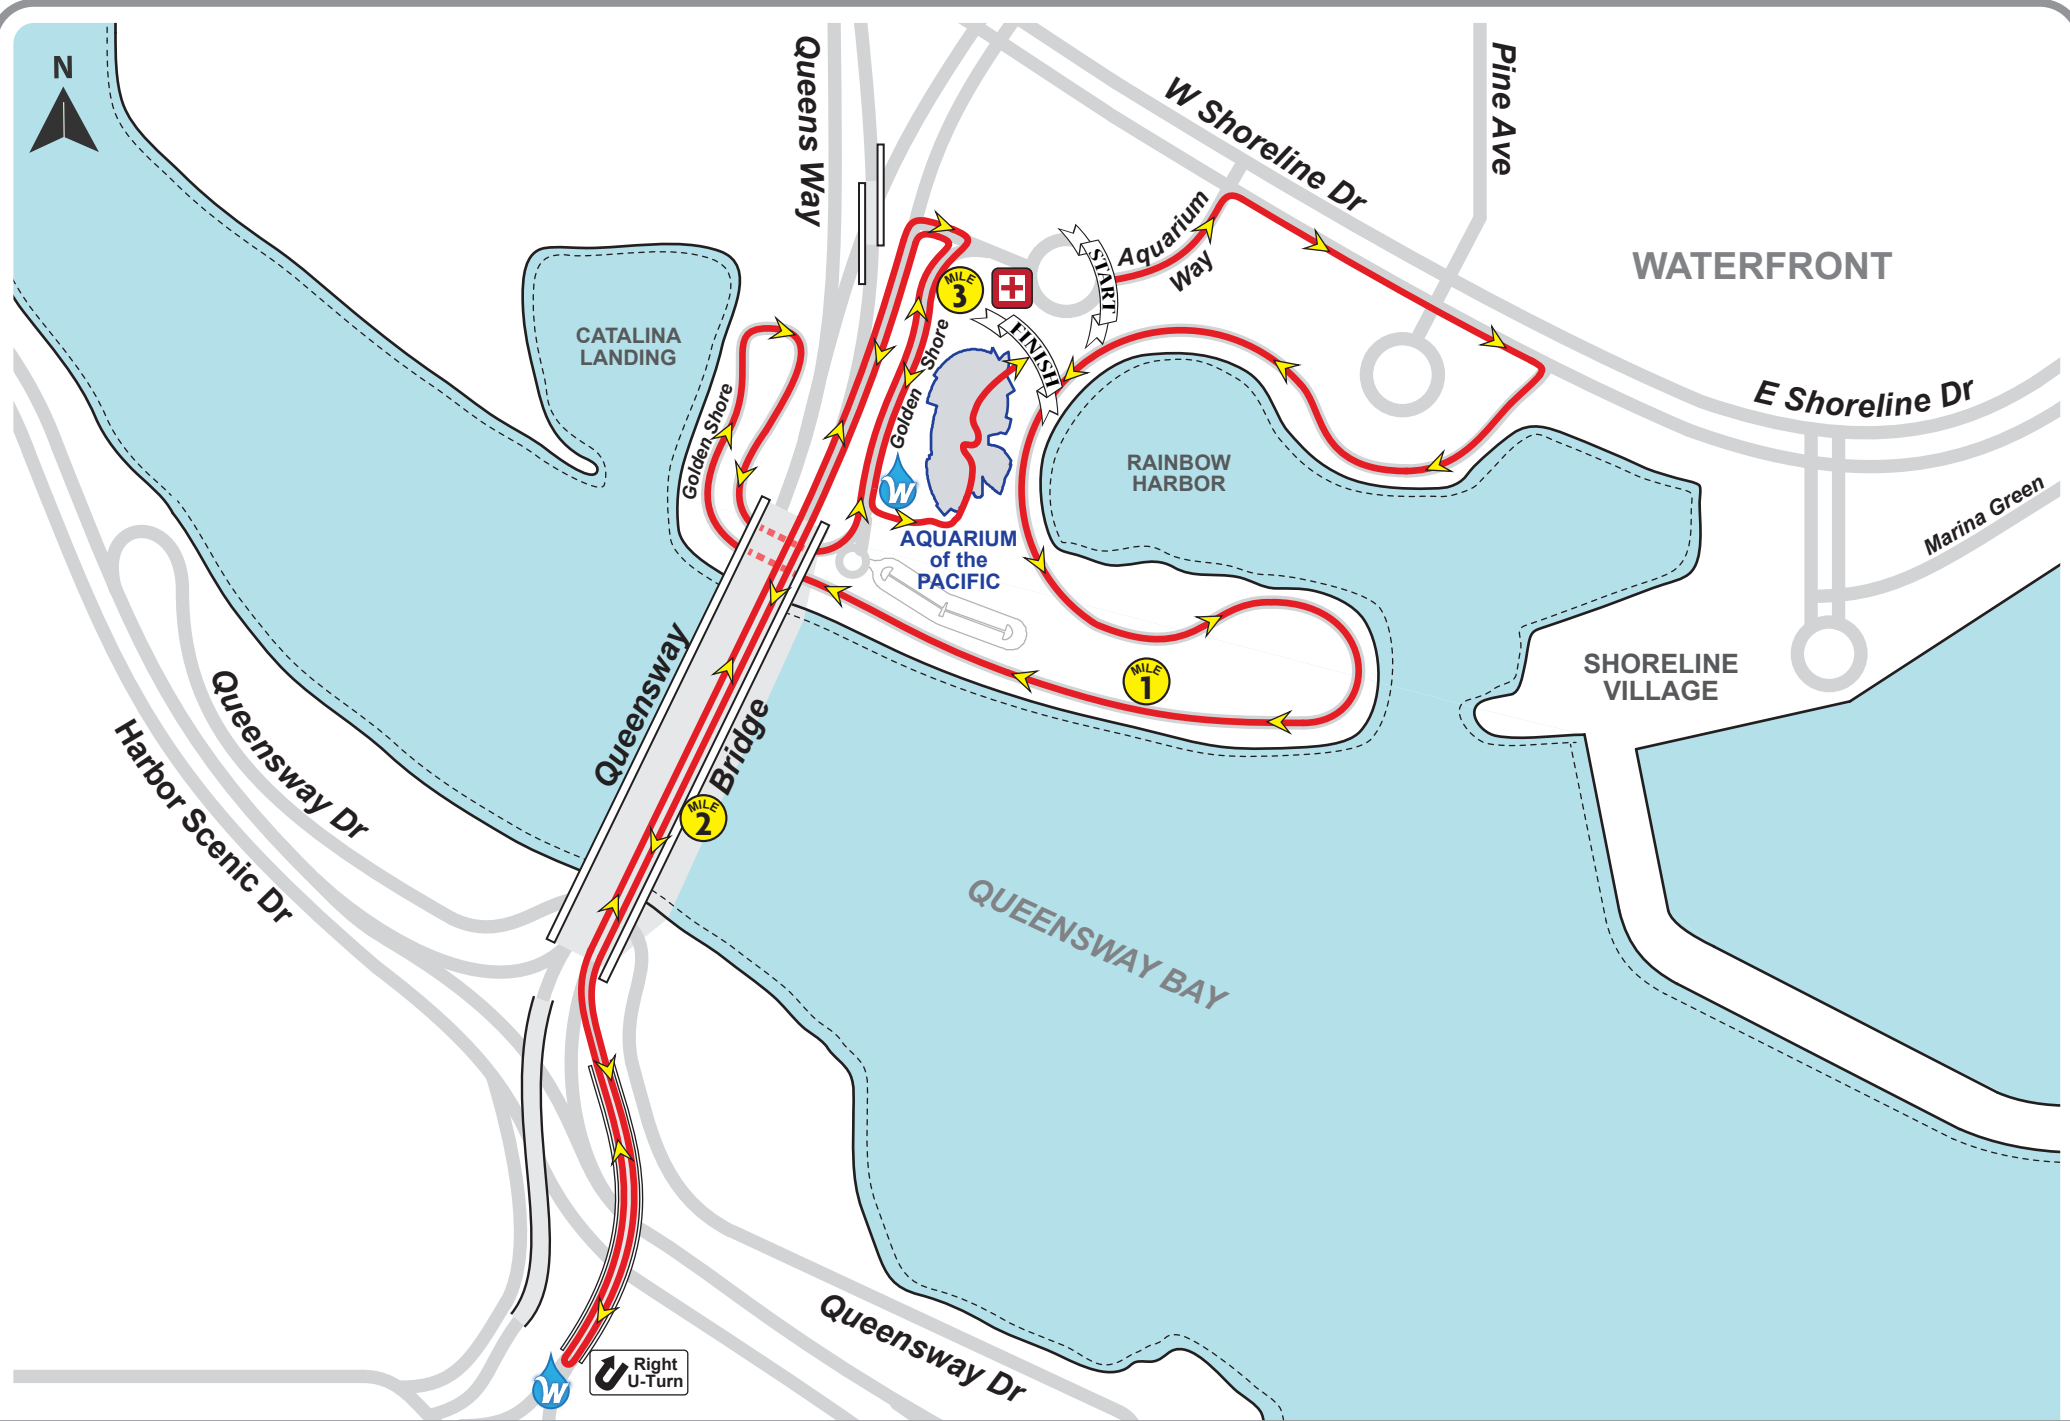 N
Queens Way
W Shoreline Dr
Pine Ave
Aquarium
Way
START
WATERFRONT
MILE
3
FINISH
CATALINA
LANDING
Golden Shore
Golden Shore
E Shoreline Dr
RAINBOW
HARBOR
W
Marina Green
AQUARIUM
of the
PACIFIC
MILE
1
SHORELINE
VILLAGE
Queensway
Bridge
MILE
2
Queensway Dr
Harbor Scenic Dr
QUEENSWAY BAY
Queensway Dr
W
Right
U-Turn